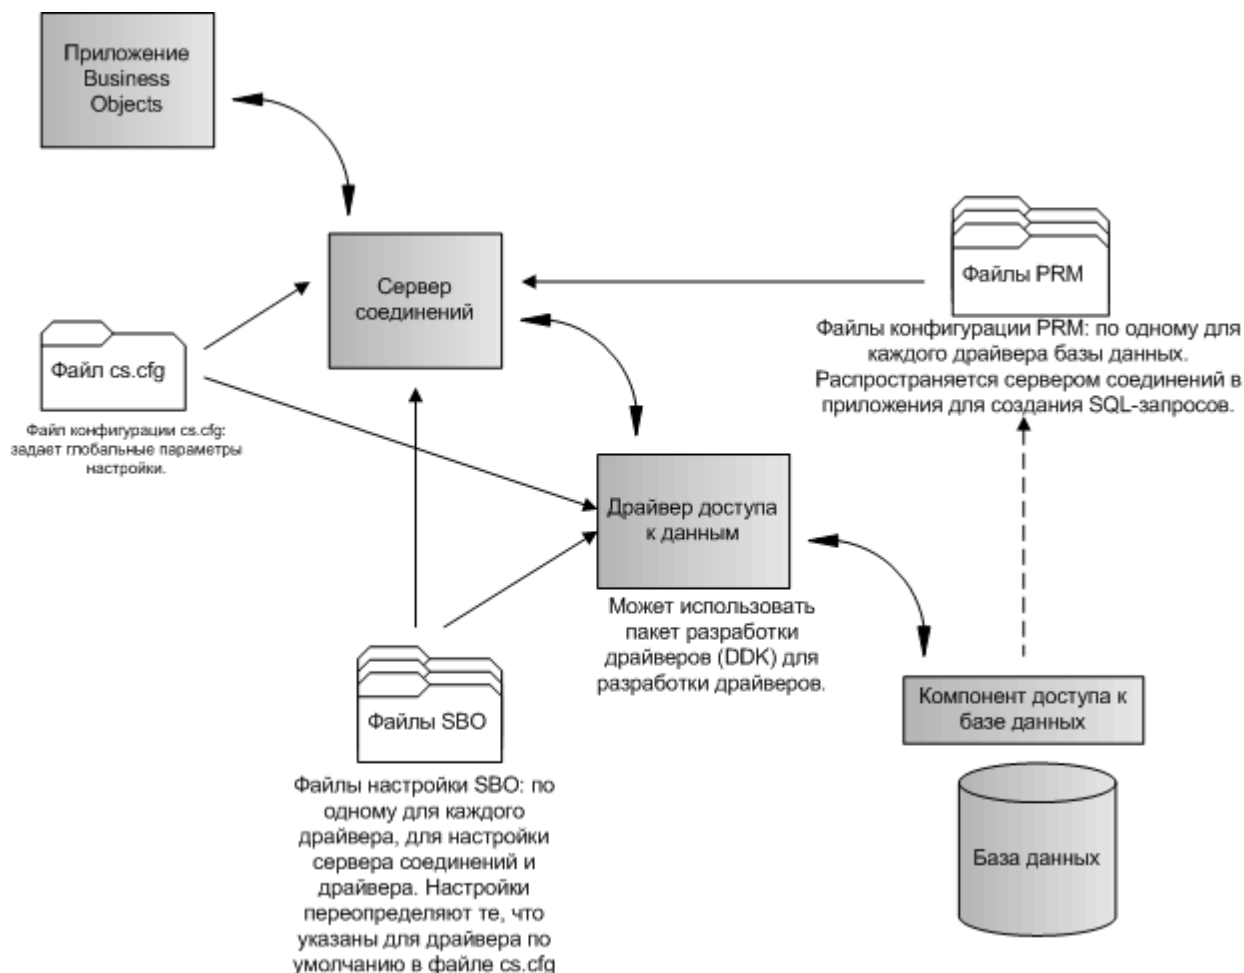 Приложение
Business
Objects
Сервер
соединений
Файлы PRM
Файлы конфигурации PRM: по одному для
каждого драйвера базы данных.
Распространяется сервером соединений в
приложения для создания SQL-запросов.
Файл cs.cfg
Файл конфигурации cs.cfg:
задает глобальные параметры
настройки.
Драйвер доступа
к данным
Может использовать
пакет разработки
драйверов (DDK) для
разработки драйверов.
Файлы SBO
Файлы настройки SBO: по
одному для каждого
драйвера, для настройки
сервера соединений и
драйвера. Настройки
переопределяют те, что
указаны для драйвера по
умолчанию в файле cs.cfg
Компонент доступа к
базе данных
База данных